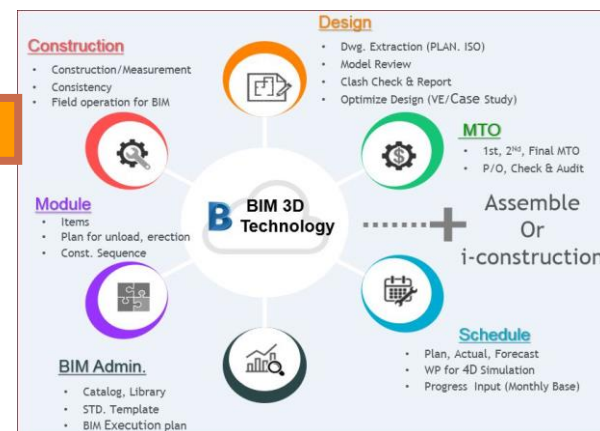 Construction
• Construction/Measurement
• Consistency
• Field operation for BIM
Design
• Dwg. Extraction (PLAN. ISO)
• Model Review
• Clash Check & Report
• Optimize Design (VE/Case Study)
MTO
• 1st, 2Nd, Final MTO
• P/O, Check & Audit
Module
• Items
• Plan for unload, erection
• Const. Sequence
B BIM 3D
Technology
Assemble
Or
i-construction
BIM Admin.
• Catalog, Library
• STD. Template
• BIM Execution plan
Schedule
• Plan, Actual, Forecast
• WP for 4D Simulation
• Progress Input (Monthly Base)